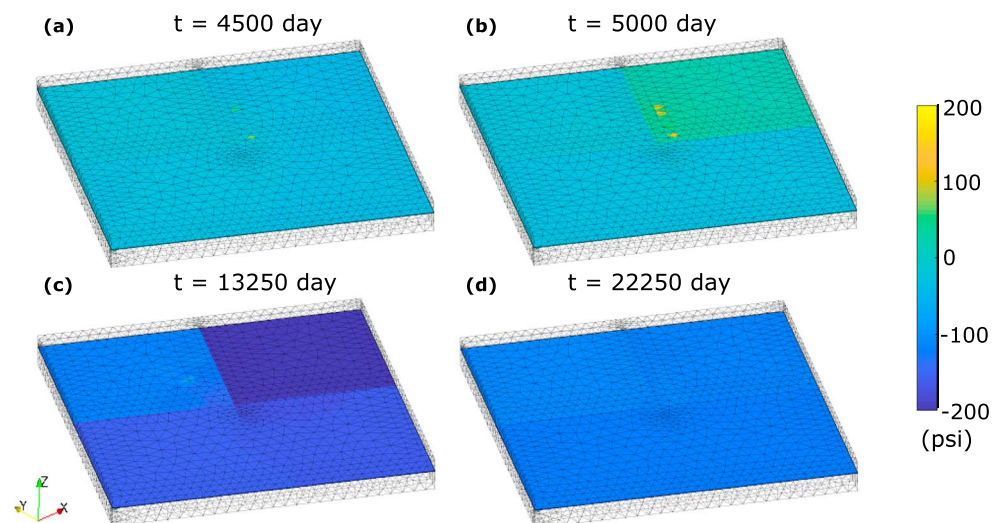 (a) t = 4500 day
(b) t = 5000 day
200
100
0
-100
-200
(psi)
(c) t = 13250 day
(d) t = 22250 day
Z
Y
X